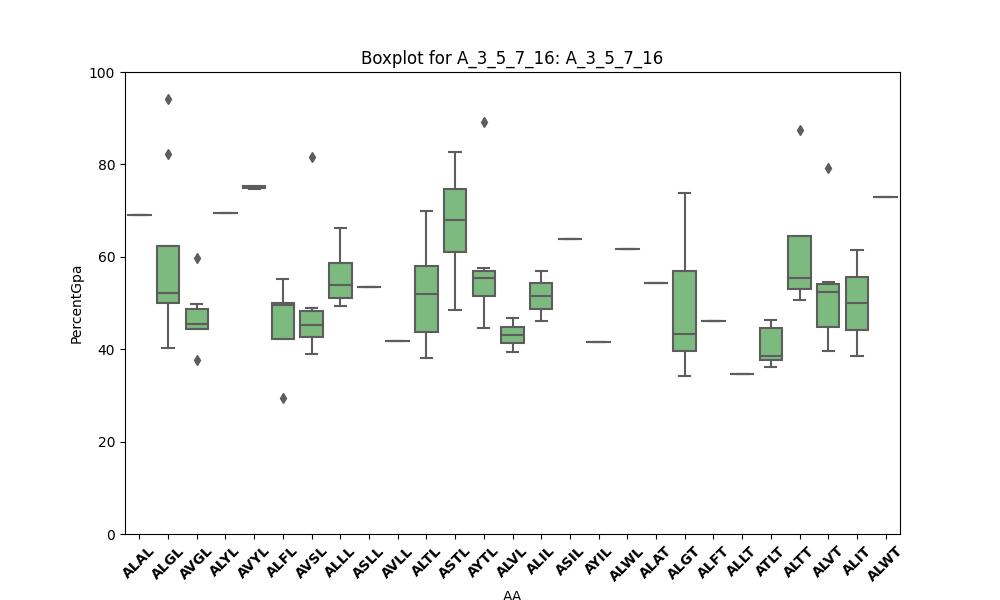 Boxplot for A_3_5_7_16: A_3_5_7_16
PercentGpa
100
80
60
40
20
0
ALAL ALGL AVGL ALYL AVYL ALFL AVSL ALLL ASLL AVLL ALTL ASTL AYTL ALVL ALIL ASIL AYIL ALWL ALAT ALGT ALFT ALLT ATLT ALTT ALVT ALIT ALWT
AA